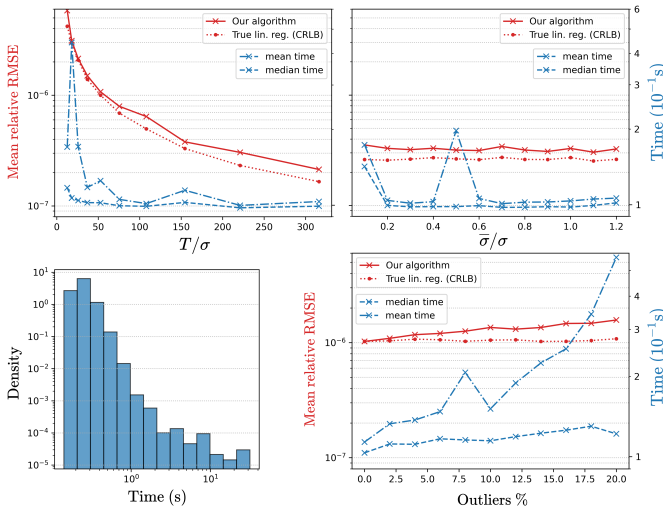 Mean relative RMSE
10⁻⁶
10⁻⁷
Our algorithm
True lin. reg. (CRLB)
mean time
median time
0 50 100 150 200 250 300
T/σ
Our algorithm
True lin. reg. (CRLB)
mean time
median time
6
4
3
2
1
Time (10⁻¹s)
0.2 0.4 0.6 0.8 1.0 1.2
σ̅/σ
Density
10¹
10⁰
10⁻¹
10⁻²
10⁻³
10⁻⁴
10⁻⁵
10⁰ 10¹
Time (s)
Mean relative RMSE
10⁻⁶
10⁻⁷
Our algorithm
True lin. reg. (CRLB)
median time
mean time
4
3
2
1
Time (10⁻¹s)
0.0 2.5 5.0 7.5 10.0 12.5 15.0 17.5 20.0
Outliers %